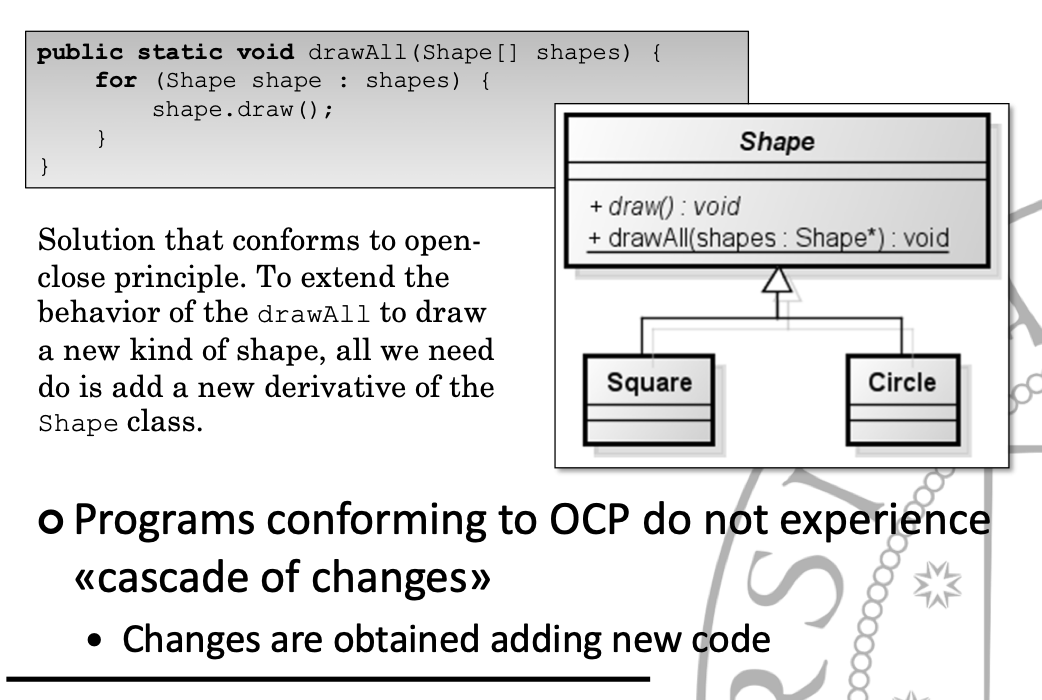 public static void drawAll(Shape[] shapes) {
for (Shape shape : shapes) {
shape.draw();
}
}
Shape
+ draw() : void
+ drawAll(shapes : Shape*) : void
Square
Circle
Solution that conforms to open-
close principle. To extend the
behavior of the drawAll to draw
a new kind of shape, all we need
do is add a new derivative of the
Shape class.
Programs conforming to OCP do not experience
«cascade of changes»
• Changes are obtained adding new code
RSI